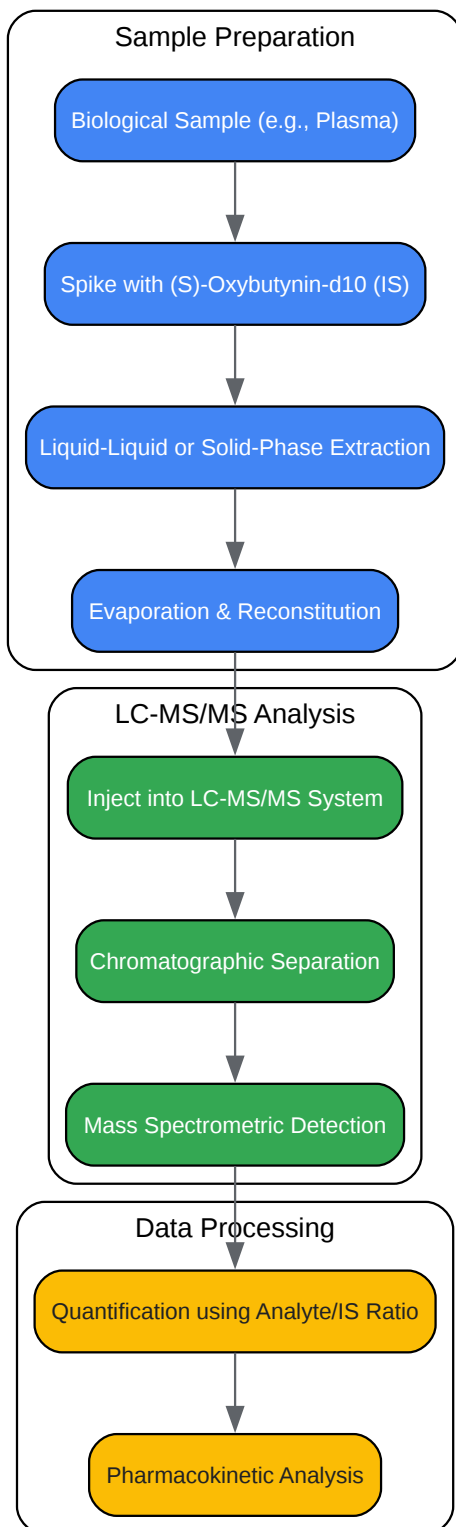 Sample Preparation
Biological Sample (e.g., Plasma)
Spike with (S)-Oxybutynin-d10 (IS)
Liquid-Liquid or Solid-Phase Extraction
Evaporation & Reconstitution
LC-MS/MS Analysis
Inject into LC-MS/MS System
Chromatographic Separation
Mass Spectrometric Detection
Data Processing
Quantification using Analyte/IS Ratio
Pharmacokinetic Analysis